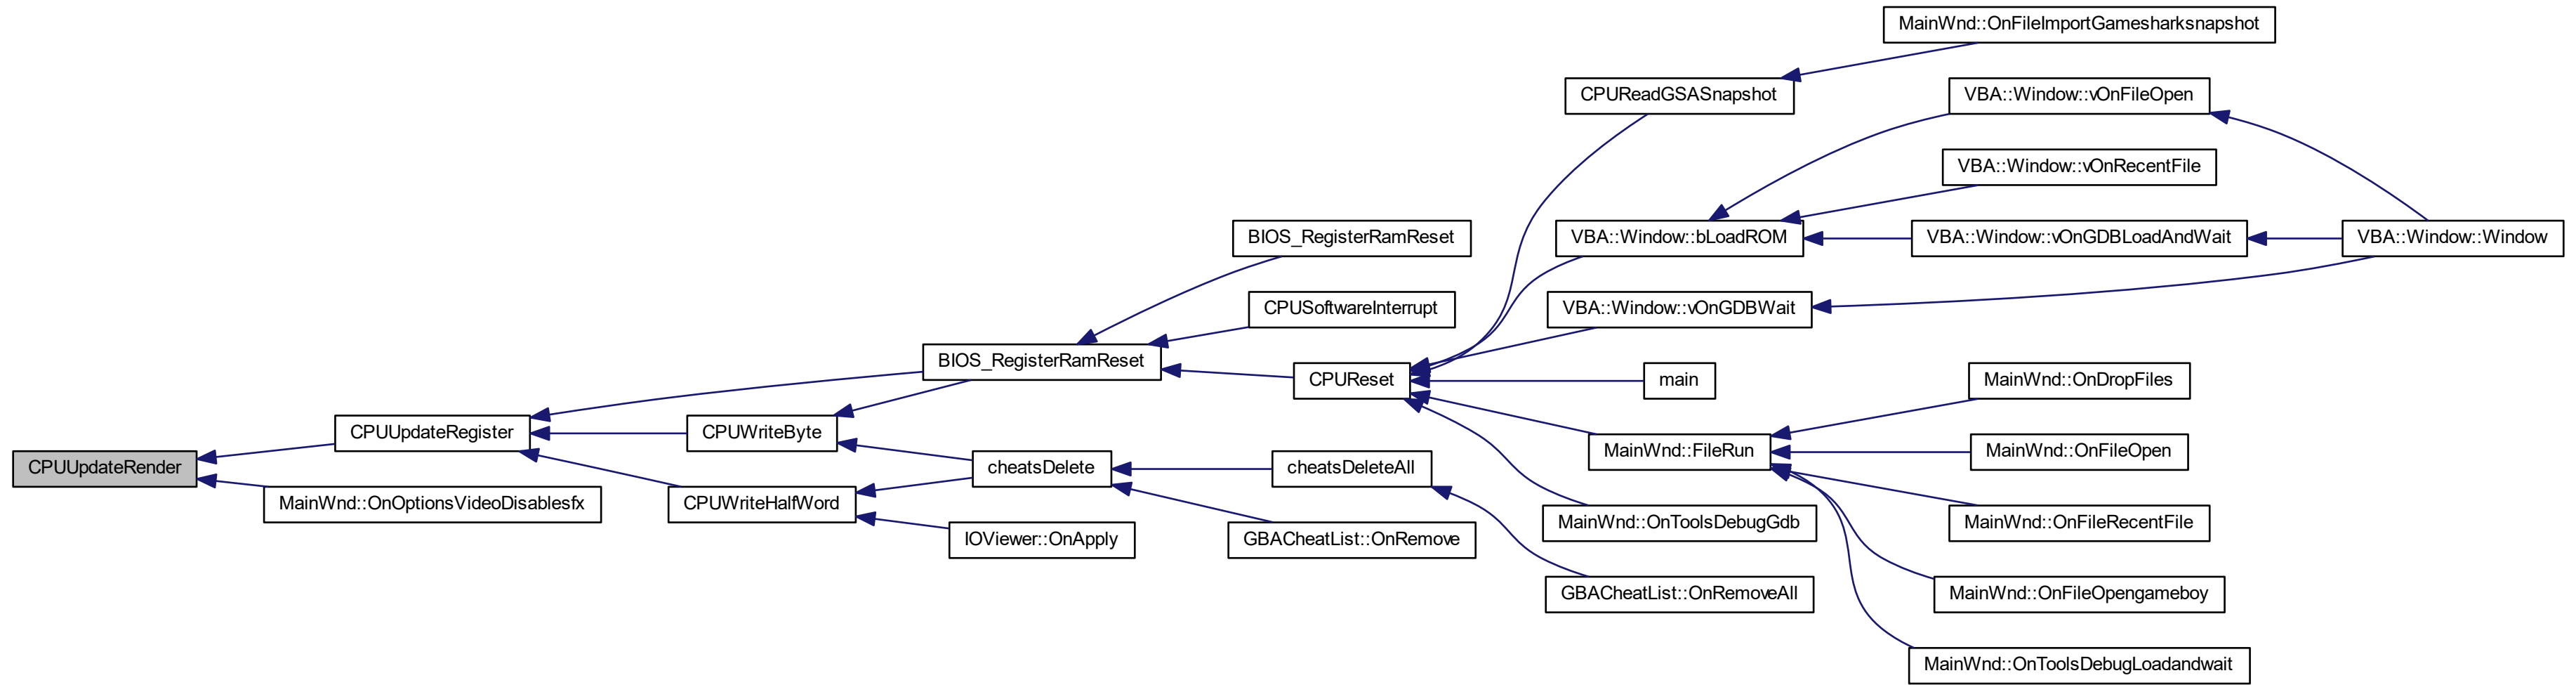 MainWnd::OnFileImportGamesharksnapshot
CPUReadGSASnapshot
VBA::Window::vOnFileOpen
VBA::Window::vOnRecentFile
BIOS_RegisterRamReset
VBA::Window::bLoadROM
VBA::Window::vOnGDBLoadAndWait
VBA::Window::Window
CPUSoftwareInterrupt
VBA::Window::vOnGDBWait
BIOS_RegisterRamReset
CPUReset
main
MainWnd::OnDropFiles
CPUUpdateRegister
CPUWriteByte
MainWnd::FileRun
MainWnd::OnFileOpen
CPUUpdateRender
cheatsDelete
cheatsDeleteAll
MainWnd::OnOptionsVideoDisablesfx
CPUWriteHalfWord
MainWnd::OnToolsDebugGdb
MainWnd::OnFileRecentFile
IOViewer::OnApply
GBACheatList::OnRemove
GBACheatList::OnRemoveAll
MainWnd::OnFileOpengameboy
MainWnd::OnToolsDebugLoadandwait